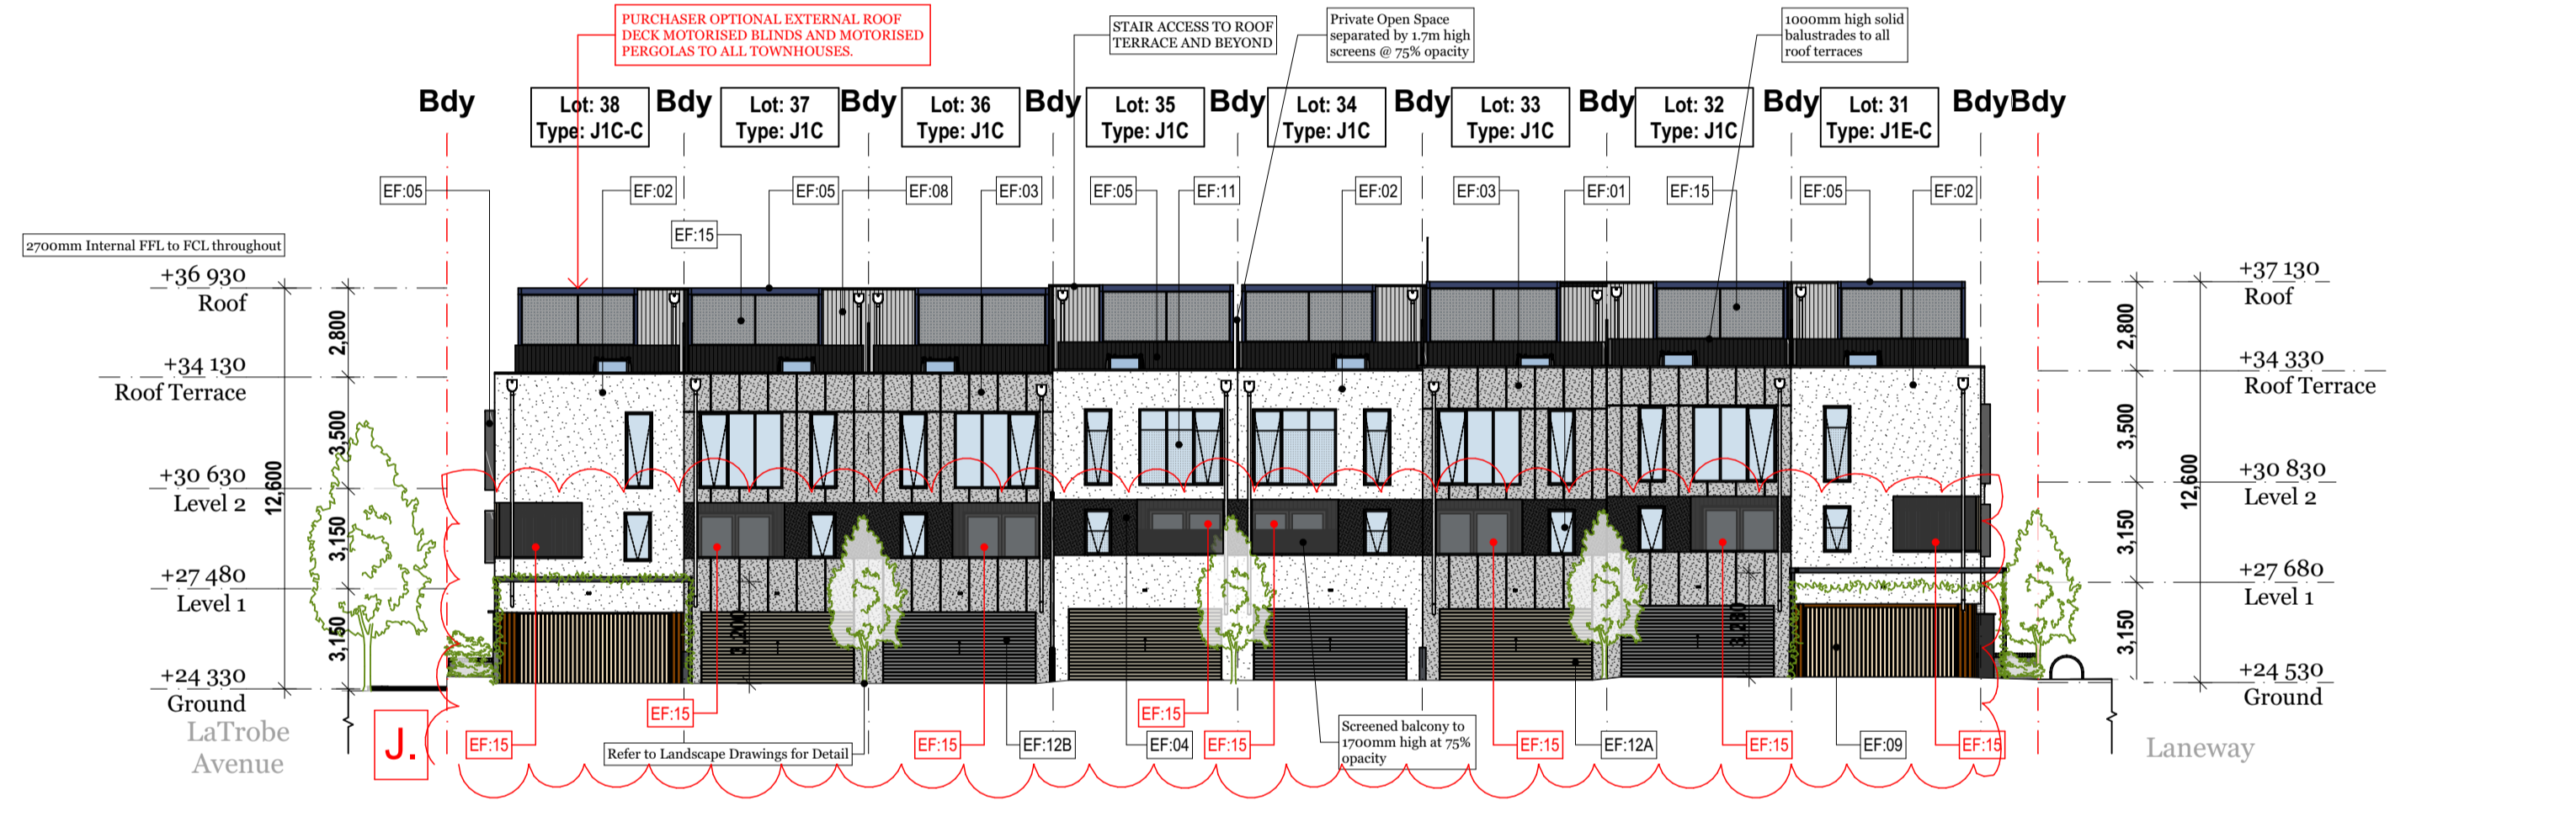 PURCHASER OPTIONAL EXTERNAL ROOF
DECK MOTORISED BLINDS AND MOTORISED
PERGOLAS TO ALL TOWNHOUSES.
STAIR ACCESS TO ROOF
TERRACE AND BEYOND
Private Open Space
separated by 1.7m high
screens @ 75% opacity
1000mm high solid
balustrades to all
roof terraces
Bdy
Lot: 38
Type: J1C-C
Bdy
Lot: 37
Type: J1C
Bdy
Lot: 36
Type: J1C
Bdy
Lot: 35
Type: J1C
Bdy
Lot: 34
Type: J1C
Bdy
Lot: 33
Type: J1C
Bdy
Lot: 32
Type: J1C
Bdy
Lot: 31
Type: J1E-C
Bdy
Bdy
EF:05
EF:02
EF:05
EF:08
EF:03
EF:05
EF:11
EF:02
EF:03
EF:01
EF:15
EF:05
EF:02
EF:15
2700mm Internal FFL to FCL throughout
+36 930
Roof
+34 130
Roof Terrace
+30 630
Level 2
+27 480
Level 1
+24 330
Ground
12,600
2,800
3,500
3,150
3,150
3,200
3,230
+37 130
Roof
+34 330
Roof Terrace
+30 830
Level 2
+27 680
Level 1
+24 530
Ground
2,800
3,500
3,150
3,150
12,600
LaTrobe
Avenue
J.
EF:15
EF:15
Refer to Landscape Drawings for Detail
EF:15
EF:12B
EF:15
EF:04
EF:15
Screened balcony to
1700mm high at 75%
opacity
EF:15
EF:12A
EF:15
EF:09
EF:15
Laneway